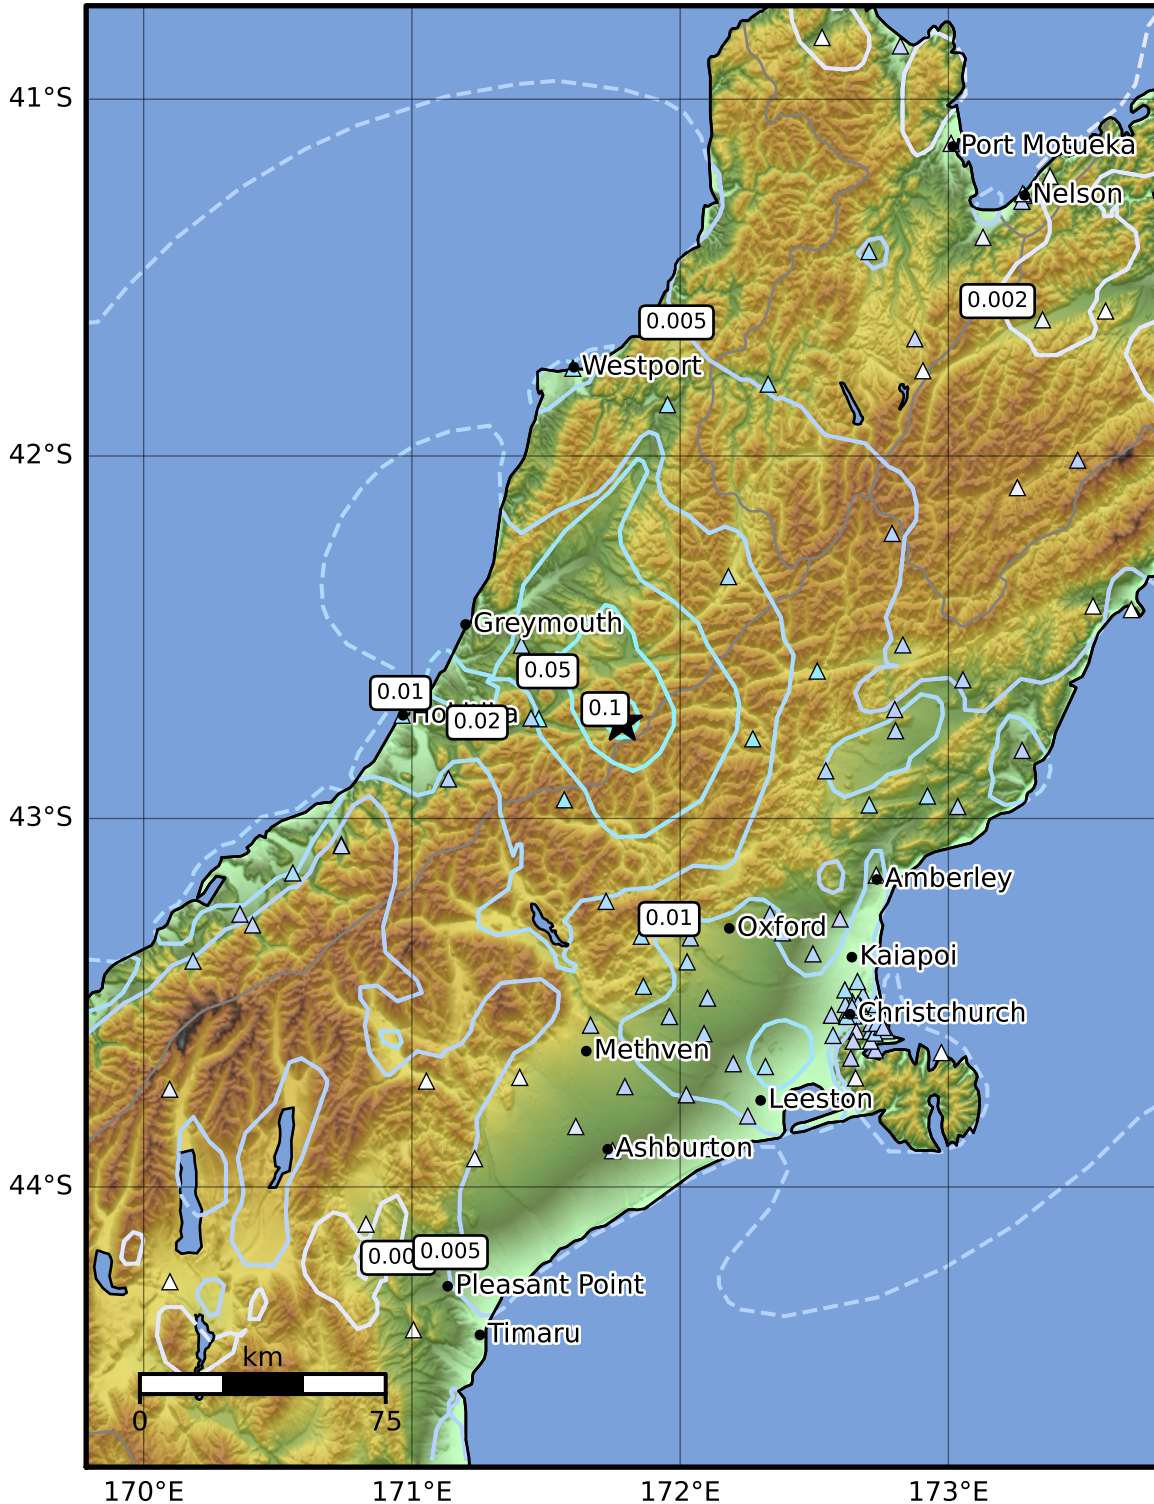 41°S
Port Motueka
Nelson
0.002
0.005
Westport
42°S
Greymouth
0.05
0.01
0.1
0.02
43°S
Amberley
0.01
Oxford
Kaiapoi
Christchurch
Methven
Leeston
Ashburton
44°S
0.005
Pleasant Point
Timaru
km
0
75
170°E
171°E
172°E
173°E